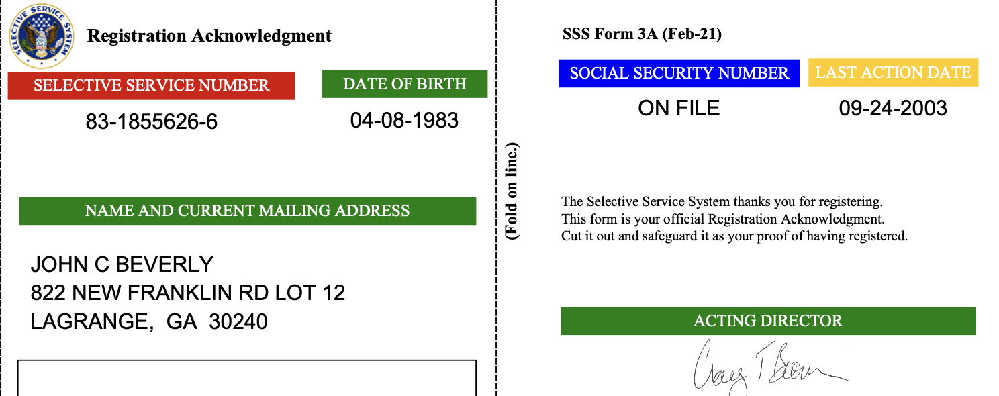 SELECTIVE SERVICE SYSTEM
SSS
Registration Acknowledgment
SELECTIVE SERVICE NUMBER
DATE OF BIRTH
83-1855626-6
04-08-1983
NAME AND CURRENT MAILING ADDRESS
JOHN C BEVERLY
822 NEW FRANKLIN RD LOT 12
LAGRANGE, GA 30240
(Fold on line.)
SSS Form 3A (Feb-21)
SOCIAL SECURITY NUMBER
LAST ACTION DATE
ON FILE
09-24-2003
The Selective Service System thanks you for registering.
This form is your official Registration Acknowledgment.
Cut it out and safeguard it as your proof of having registered.
ACTING DIRECTOR
Craig T Brown